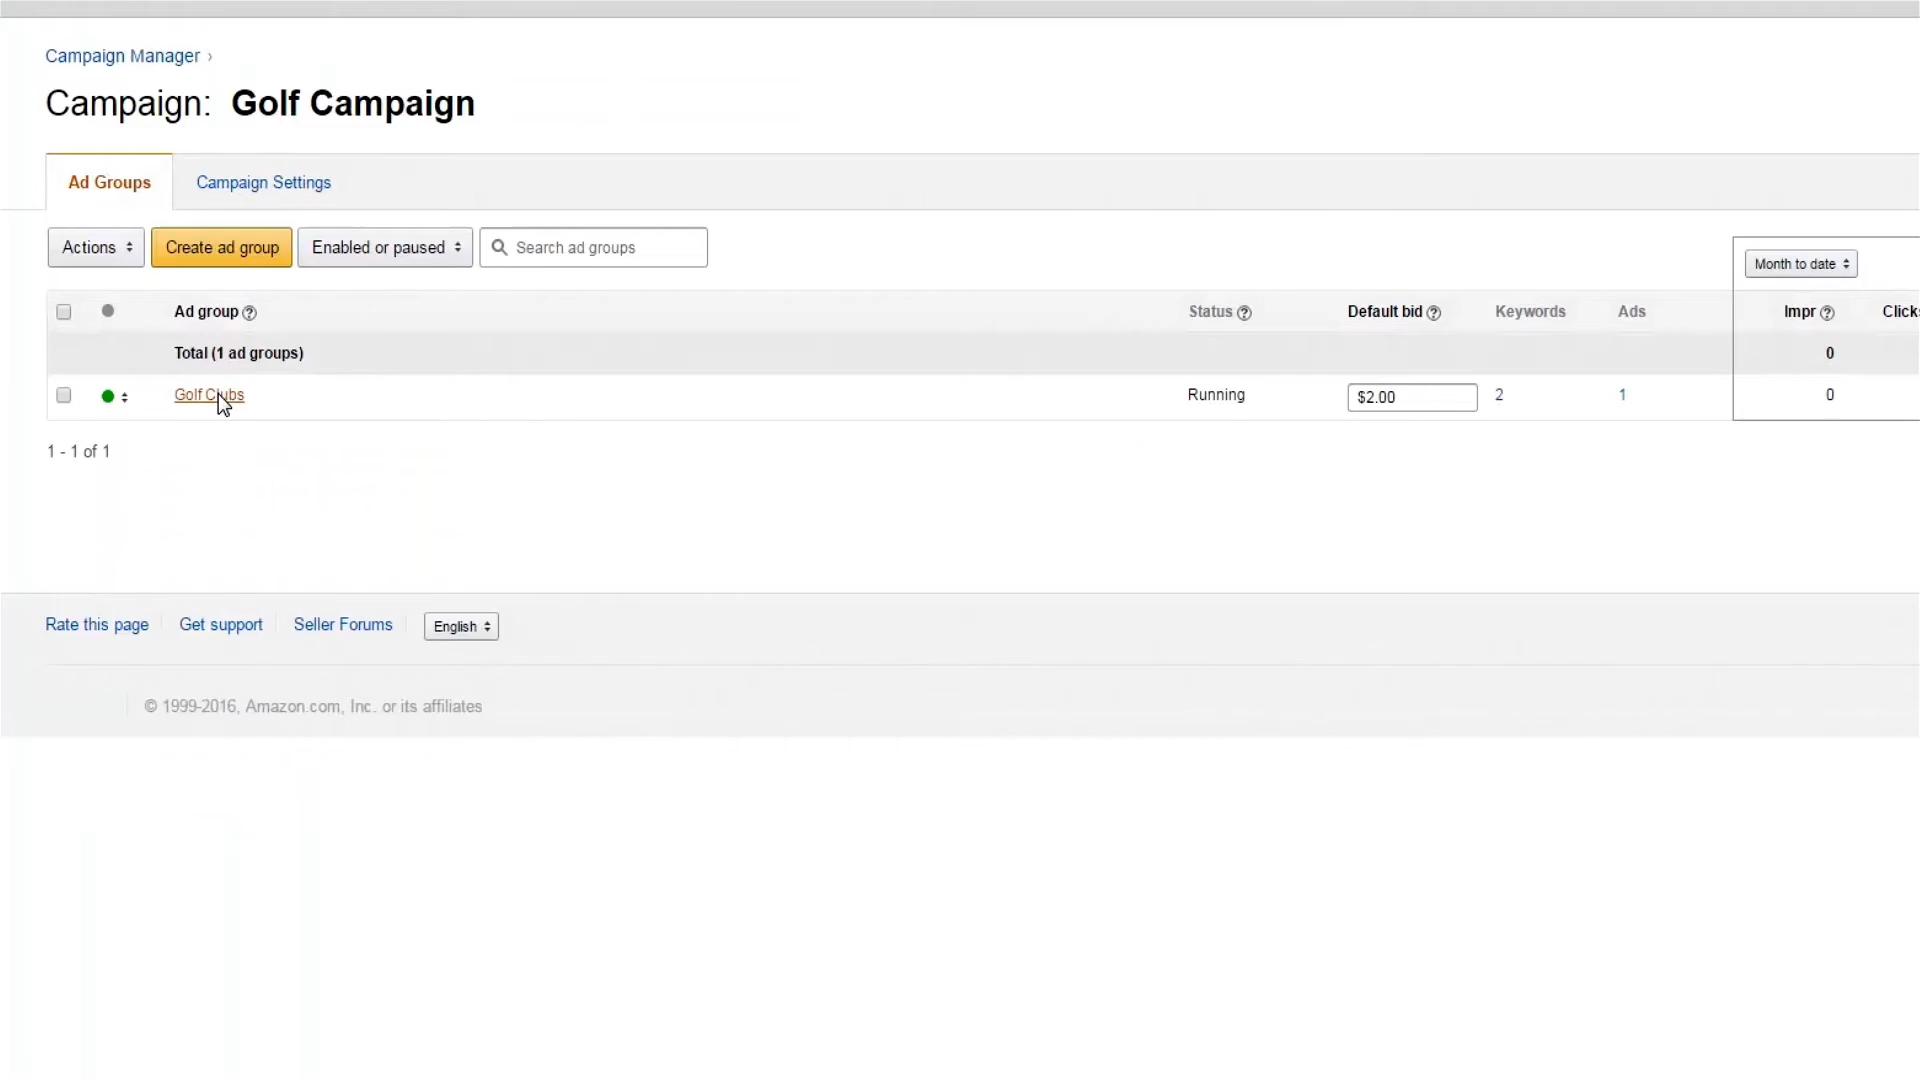 Campaign Manager ›
Campaign: Golf Campaign
Ad Groups Campaign Settings
Actions Create ad group Enabled or paused Search ad groups
Month to date
Ad group Status Default bid Keywords Ads Impr
Total (1 ad groups) 0
Golf Clubs Running $2.00 2 1 0
1 - 1 of 1
Rate this page Get support Seller Forums English
© 1999-2016, Amazon.com, Inc. or its affiliates